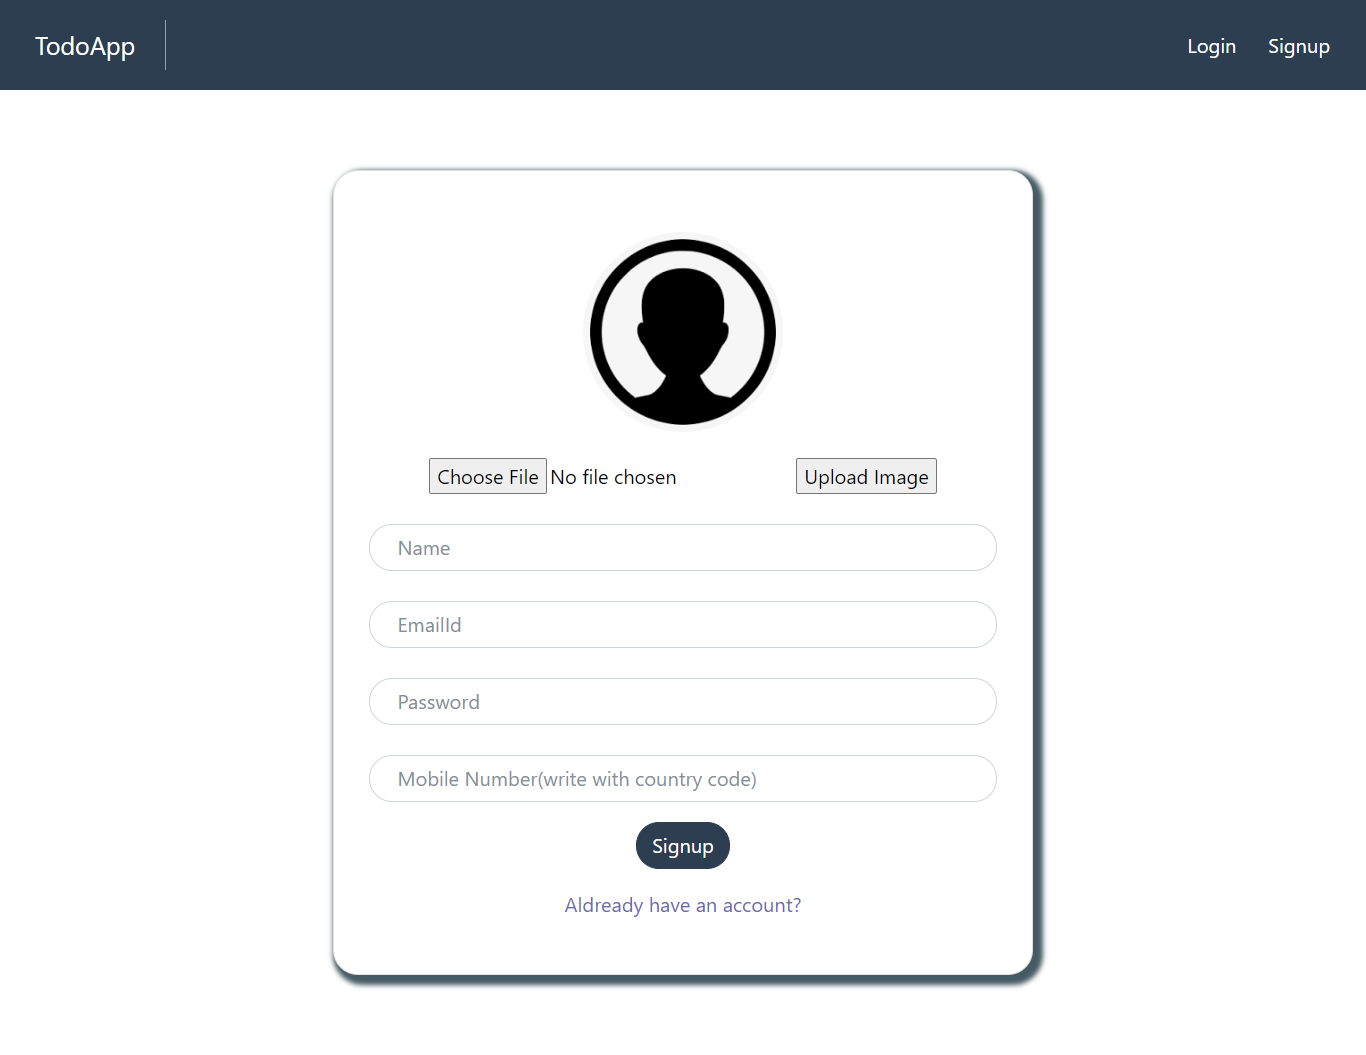 TodoApp Login Signup
Choose File No file chosen Upload Image
Name
EmailId
Password
Mobile Number(write with country code)
Signup
Aldready have an account?